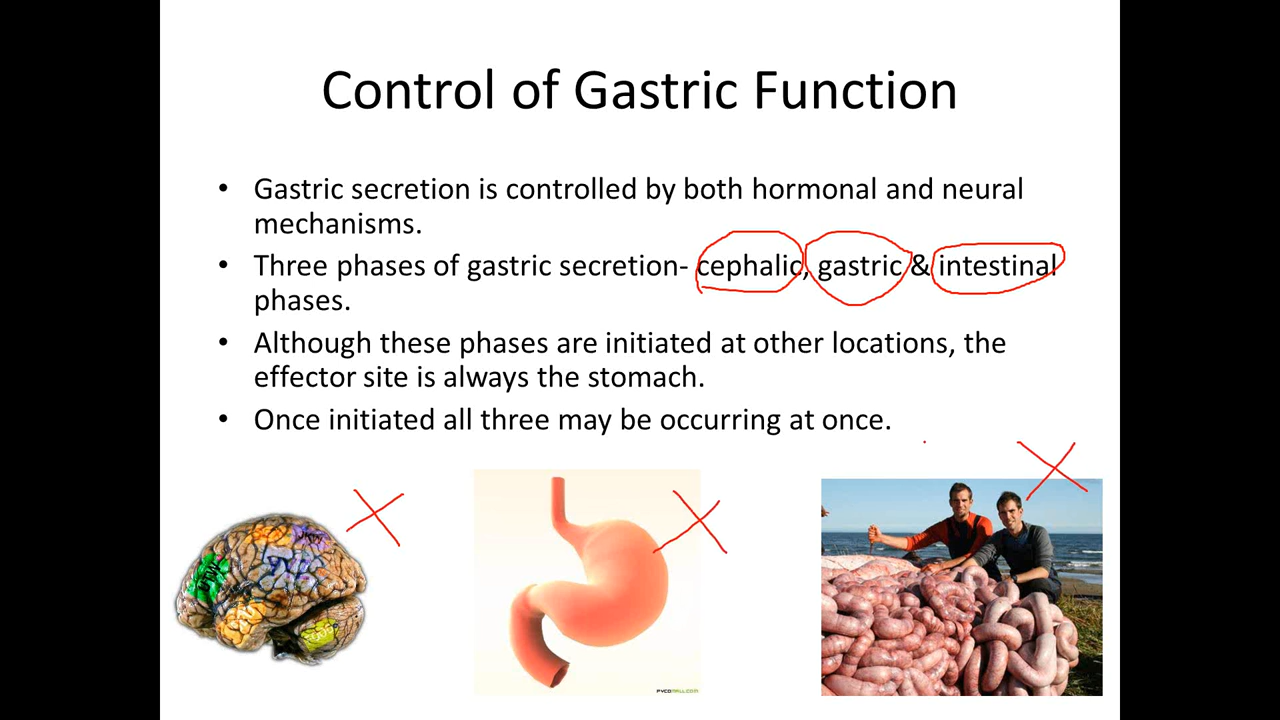 Control of Gastric Function
• Gastric secretion is controlled by both hormonal and neural
mechanisms.
• Three phases of gastric secretion- cephalic, gastric & intestinal
phases.
• Although these phases are initiated at other locations, the
effector site is always the stomach.
• Once initiated all three may be occurring at once.